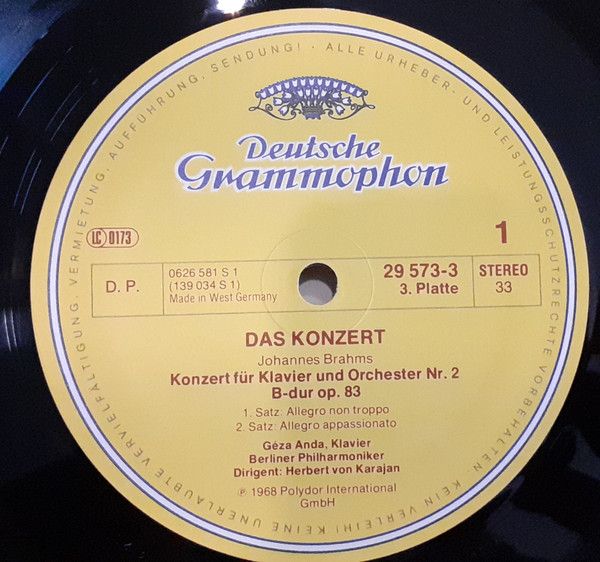 KEINE UNERLAUBTE VERVIELFÄLTIGUNG, VERMIETUNG, AUFFÜHRUNG, SENDUNG! · ALLE URHEBER- UND LEISTUNGSSCHUTZRECHTE VORBEHALTEN. KEIN VERLEIH!
Deutsche
Grammophon
LC 0173
1
D. P.
0626 581 S 1
(139 034 S 1)
Made in West Germany
29 573-3
3. Platte
STEREO
33
DAS KONZERT
Johannes Brahms
Konzert für Klavier und Orchester Nr. 2
B-dur op. 83
1. Satz: Allegro non troppo
2. Satz: Allegro appassionato
Géza Anda, Klavier
Berliner Philharmoniker
Dirigent: Herbert von Karajan
℗ 1968 Polydor International
GmbH